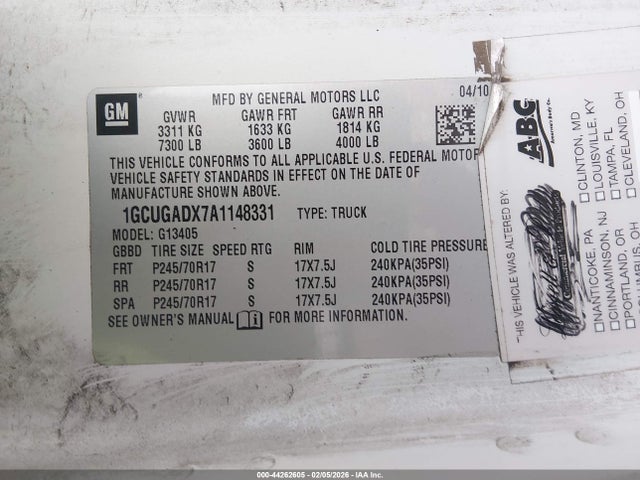 GM
MFD BY GENERAL MOTORS LLC
04/10
GVWR GAWR FRT GAWR RR
3311 KG 1633 KG 1814 KG
7300 LB 3600 LB 4000 LB
THIS VEHICLE CONFORMS TO ALL APPLICABLE U.S. FEDERAL MOTOR
VEHICLE SAFETY STANDARDS IN EFFECT ON THE DATE OF
MANUFACTURE SHOWN ABOVE.
1GCUGADX7A1148331 TYPE: TRUCK
MODEL: G13405
GBBD TIRE SIZE SPEED RTG RIM COLD TIRE PRESSURE
FRT P245/70R17 S 17X7.5J 240KPA(35PSI)
RR P245/70R17 S 17X7.5J 240KPA(35PSI)
SPA P245/70R17 S 17X7.5J 240KPA(35PSI)
SEE OWNER'S MANUAL FOR MORE INFORMATION.
THIS VEHICLE WAS ALTERED BY:
ABC
America's Body Co.
CLINTON, MD
LOUISVILLE, KY
TAMPA, FL
CLEVELAND, OH
NANTICOKE, PA
CINNAMINSON, NJ
PORTLAND, OR
COLUMBUS, OH
000-44262605 - 02/05/2026 - IAA Inc.